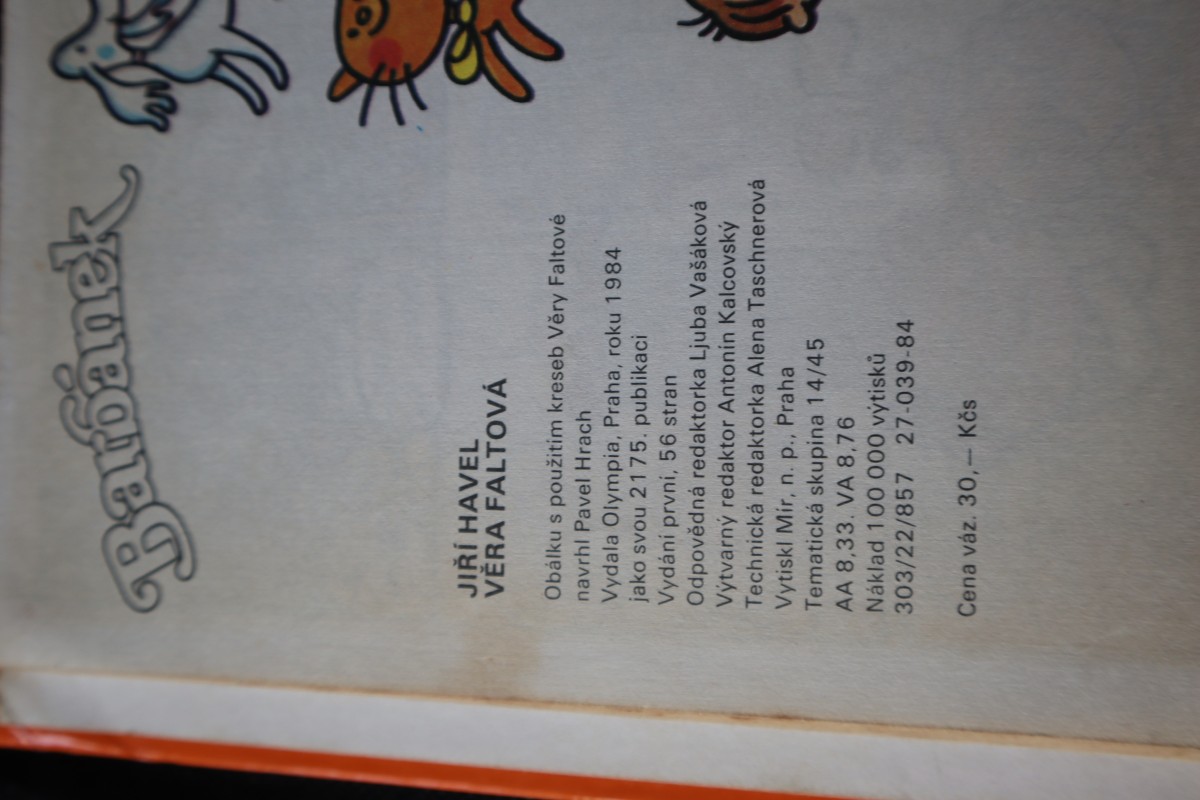 Barbánek
JIŘÍ HAVEL
VĚRA FALTOVÁ
Obálku s použitím kreseb Věry Faltové
navrhl Pavel Hrach
Vydala Olympia, Praha, roku 1984
jako svou 2175. publikaci
Vydání první, 56 stran
Odpovědná redaktorka Ljuba Vašáková
Výtvarný redaktor Antonín Kalcovský
Technická redaktorka Alena Taschnerová
Vytiskl Mír, n. p., Praha
Tematická skupina 14/45
AA 8,33. VA 8,76
Náklad 100 000 výtisků
303/22/857 27-039-84
Cena váz. 30,— Kčs